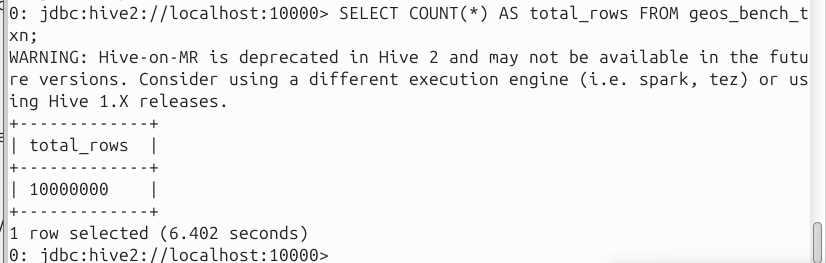 0: jdbc:hive2://localhost:10000> SELECT COUNT(*) AS total_rows FROM geos_bench_t
xn;
WARNING: Hive-on-MR is deprecated in Hive 2 and may not be available in the futu
re versions. Consider using a different execution engine (i.e. spark, tez) or us
ing Hive 1.X releases.
+-------------+
| total_rows  |
+-------------+
| 10000000    |
+-------------+
1 row selected (6.402 seconds)
0: jdbc:hive2://localhost:10000>